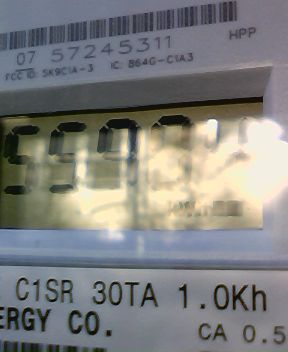 HPP
07 57245311
FCC ID: SK9C1A-3 IC: 864G-C1A3
C1SR 30TA 1.0Kh
ERGY CO.
CA 0.5